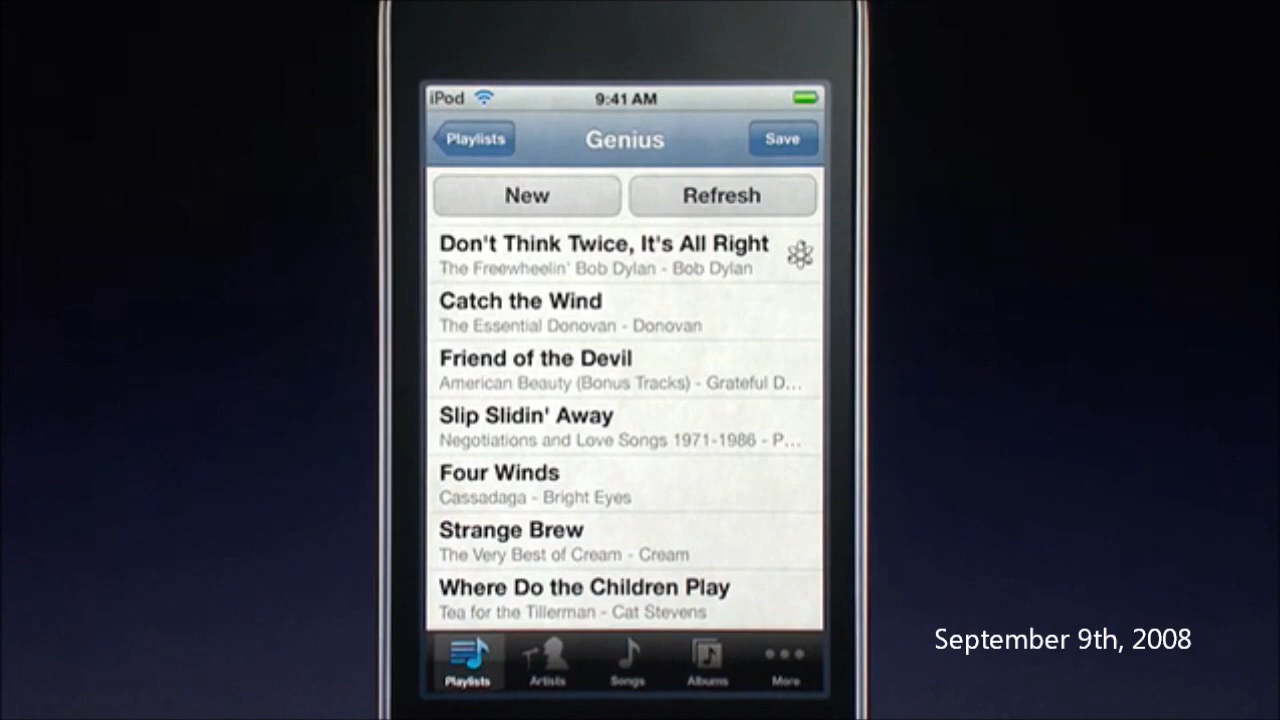 iPod 9:41 AM
Playlists Genius Save
New Refresh
Don't Think Twice, It's All Right
The Freewheelin' Bob Dylan - Bob Dylan
Catch the Wind
The Essential Donovan - Donovan
Friend of the Devil
American Beauty (Bonus Tracks) - Grateful D...
Slip Slidin' Away
Negotiations and Love Songs 1971-1986 - P...
Four Winds
Cassadaga - Bright Eyes
Strange Brew
The Very Best of Cream - Cream
Where Do the Children Play
Tea for the Tillerman - Cat Stevens
Playlists Artists Songs Albums More
September 9th, 2008